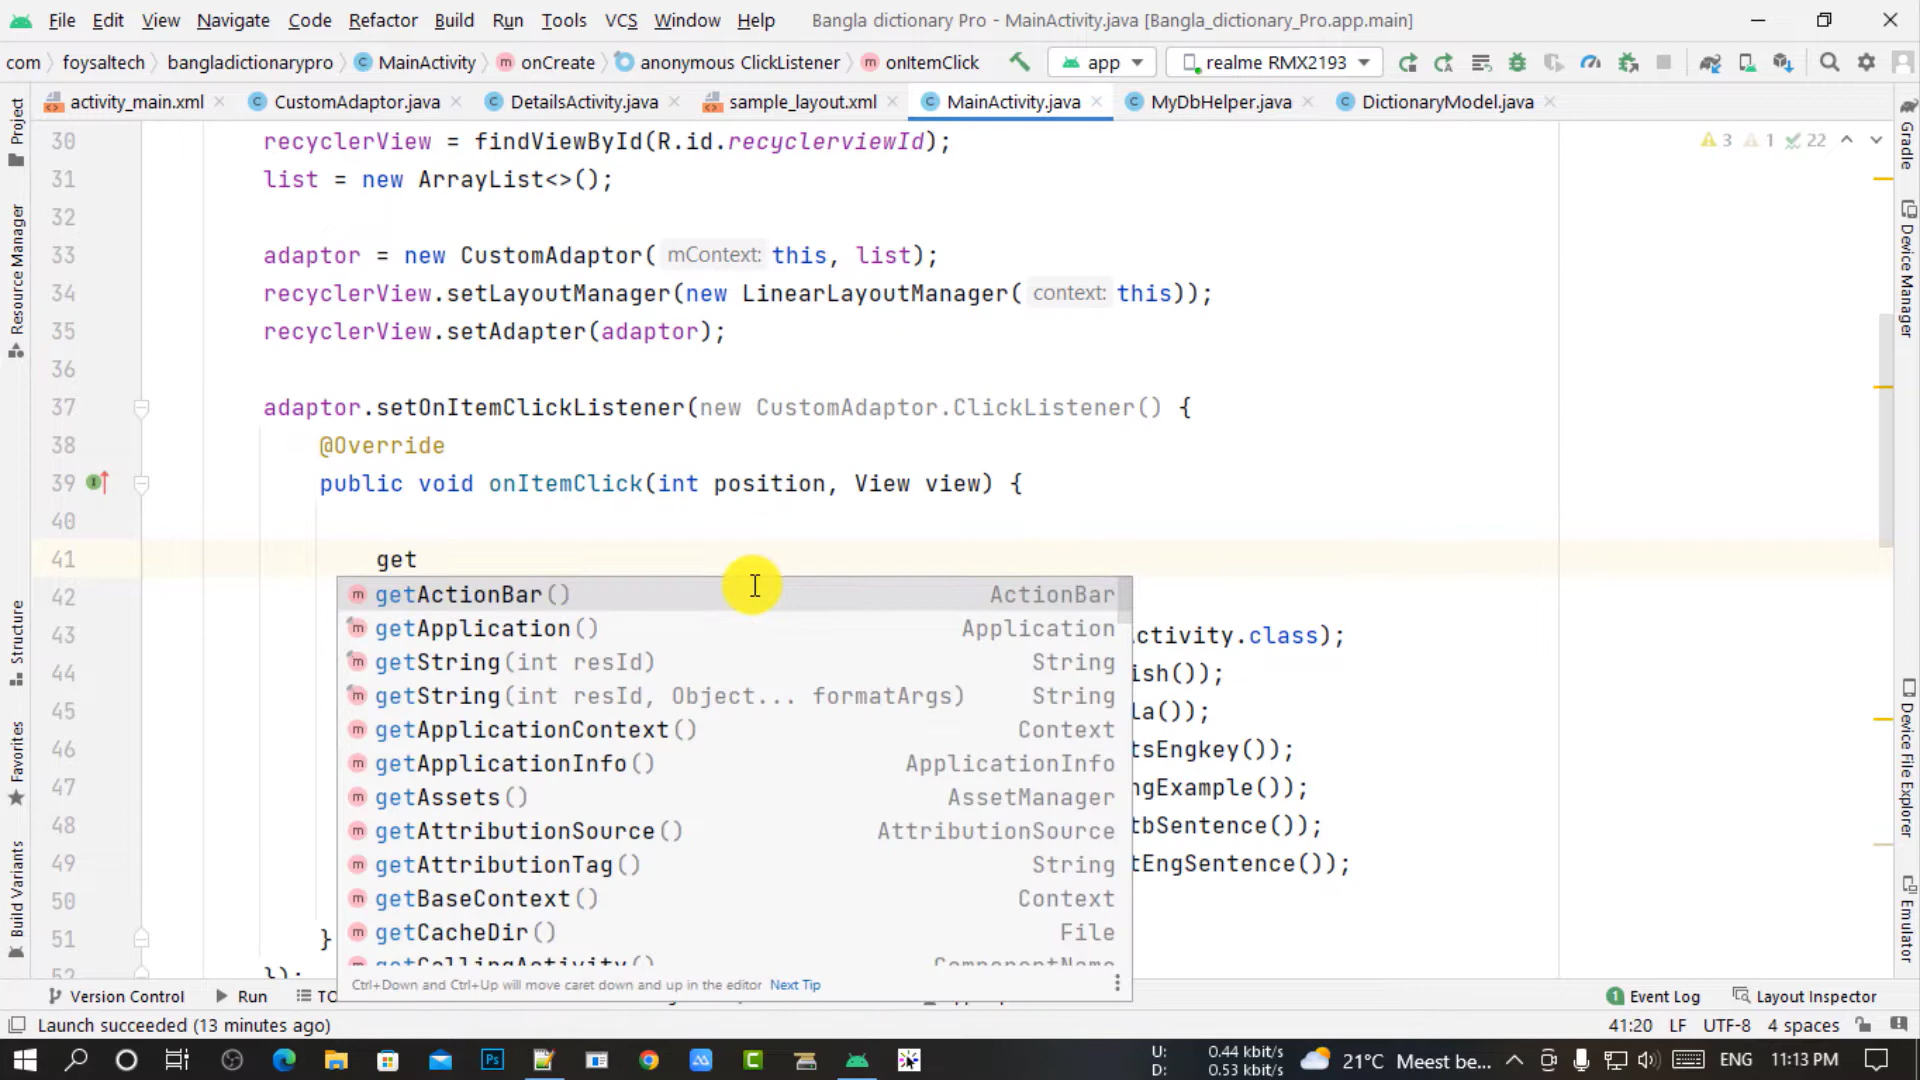 File Edit View Navigate Code Refactor Build Run Tools VCS Window Help Bangla dictionary Pro - MainActivity.java [Bangla_dictionary_Pro.app.main]
com foysaltech bangladictionarypro MainActivity onCreate anonymous ClickListener onItemClick app realme RMX2193
activity_main.xml CustomAdaptor.java DetailsActivity.java sample_layout.xml MainActivity.java MyDbHelper.java DictionaryModel.java
3 1 22
30 recyclerView = findViewById(R.id.recyclerviewId);
31 list = new ArrayList<>();
32
33 adaptor = new CustomAdaptor( mContext: this, list);
34 recyclerView.setLayoutManager(new LinearLayoutManager( context: this));
35 recyclerView.setAdapter(adaptor);
36
37 adaptor.setOnItemClickListener(new CustomAdaptor.ClickListener() {
38 @Override
39 public void onItemClick(int position, View view) {
40
41 get
42
43 ctivity.class);
44 ish());
45 la());
46 tsEngkey());
47 ngExample());
48 tbSentence());
49 tEngSentence());
50
51 }
52 });
getActionBar() ActionBar
getApplication() Application
getString(int resId) String
getString(int resId, Object... formatArgs) String
getApplicationContext() Context
getApplicationInfo() ApplicationInfo
getAssets() AssetManager
getAttributionSource() AttributionSource
getAttributionTag() String
getBaseContext() Context
getCacheDir() File
getCallingActivity() ComponentName
Ctrl+Down and Ctrl+Up will move caret down and up in the editor Next Tip
Project
Resource Manager
Structure
Favorites
Build Variants
Gradle
Device Manager
Device File Explorer
Emulator
Version Control Run TO Event Log Layout Inspector
Launch succeeded (13 minutes ago) 41:20 LF UTF-8 4 spaces
U: 0.44 kbit/s
D: 0.53 kbit/s
21°C Meest be... ENG 11:13 PM